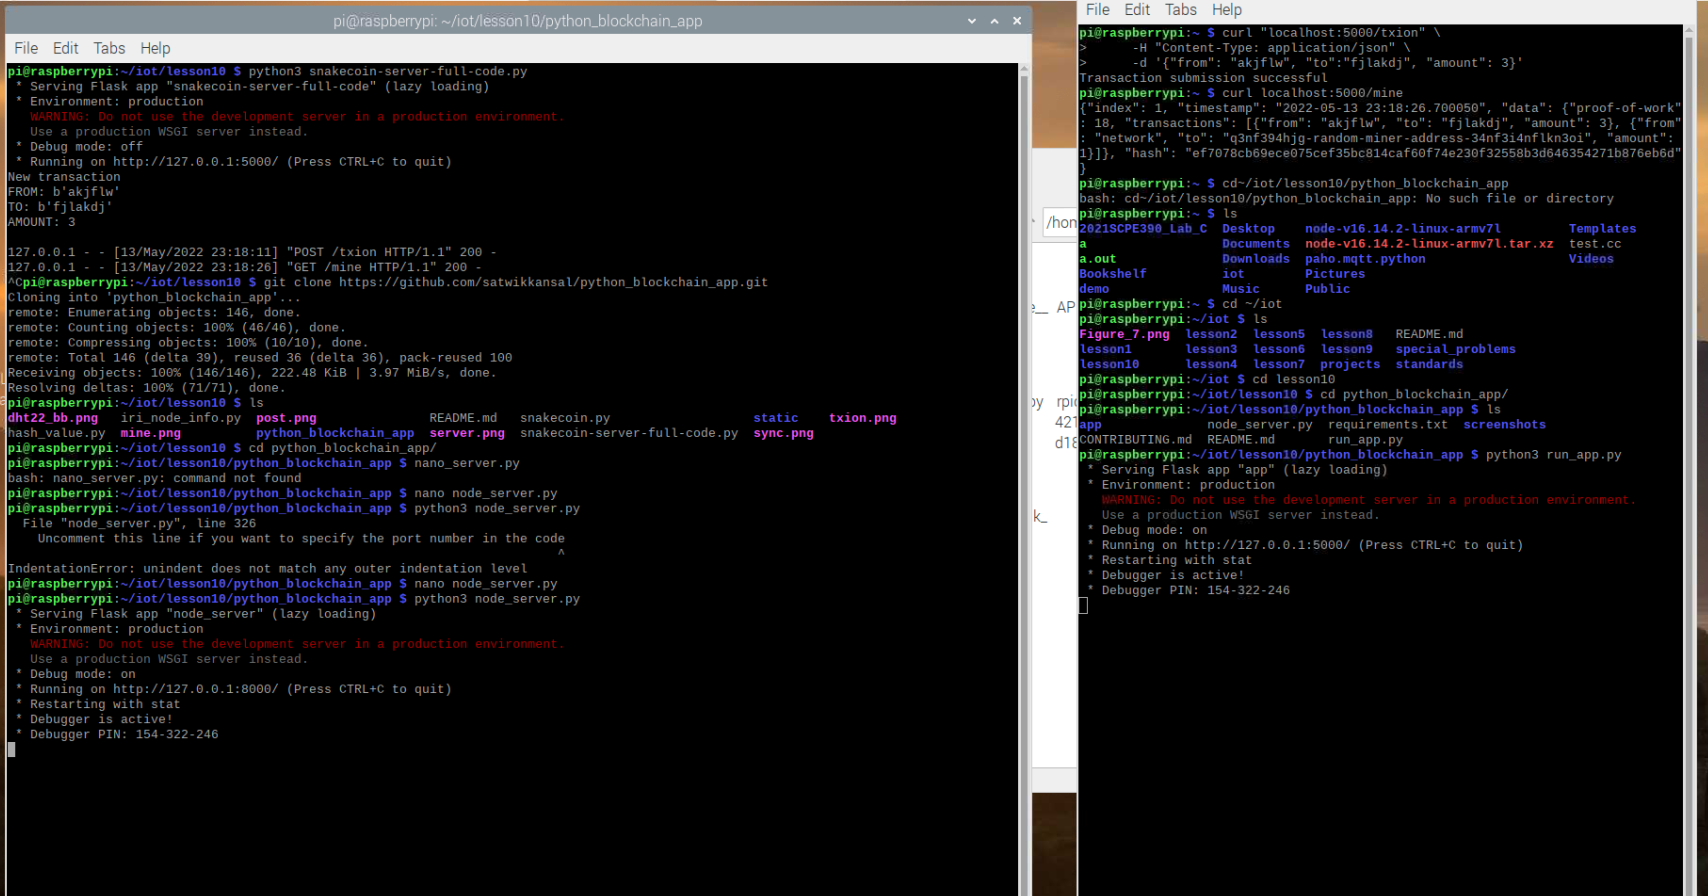 pi@raspberrypi: ~/iot/lesson10/python_blockchain_app
File Edit Tabs Help
pi@raspberrypi:~/iot/lesson10 $ python3 snakecoin-server-full-code.py
* Serving Flask app "snakecoin-server-full-code" (lazy loading)
* Environment: production
WARNING: Do not use the development server in a production environment.
Use a production WSGI server instead.
* Debug mode: off
* Running on http://127.0.0.1:5000/ (Press CTRL+C to quit)
New transaction
FROM: b'akjflw'
TO: b'fjlakdj'
AMOUNT: 3
127.0.0.1 - - [13/May/2022 23:18:11] "POST /txion HTTP/1.1" 200 -
127.0.0.1 - - [13/May/2022 23:18:26] "GET /mine HTTP/1.1" 200 -
^Cpi@raspberrypi:~/iot/lesson10 $ git clone https://github.com/satwikkansal/python_blockchain_app.git
Cloning into 'python_blockchain_app'...
remote: Enumerating objects: 146, done.
remote: Counting objects: 100% (46/46), done.
remote: Compressing objects: 100% (10/10), done.
remote: Total 146 (delta 39), reused 36 (delta 36), pack-reused 100
Receiving objects: 100% (146/146), 222.48 KiB | 3.97 MiB/s, done.
Resolving deltas: 100% (71/71), done.
pi@raspberrypi:~/iot/lesson10 $ ls
dht22_bb.png iri_node_info.py post.png README.md snakecoin.py static txion.png
hash_value.py mine.png python_blockchain_app server.png snakecoin-server-full-code.py sync.png
pi@raspberrypi:~/iot/lesson10 $ cd python_blockchain_app/
pi@raspberrypi:~/iot/lesson10/python_blockchain_app $ nano_server.py
bash: nano_server.py: command not found
pi@raspberrypi:~/iot/lesson10/python_blockchain_app $ nano node_server.py
pi@raspberrypi:~/iot/lesson10/python_blockchain_app $ python3 node_server.py
File "node_server.py", line 326
Uncomment this line if you want to specify the port number in the code
^
IndentationError: unindent does not match any outer indentation level
pi@raspberrypi:~/iot/lesson10/python_blockchain_app $ nano node_server.py
pi@raspberrypi:~/iot/lesson10/python_blockchain_app $ python3 node_server.py
* Serving Flask app "node_server" (lazy loading)
* Environment: production
WARNING: Do not use the development server in a production environment.
Use a production WSGI server instead.
* Debug mode: on
* Running on http://127.0.0.1:8000/ (Press CTRL+C to quit)
* Restarting with stat
* Debugger is active!
* Debugger PIN: 154-322-246
/hom
AP
rpic
421
d18
File Edit Tabs Help
pi@raspberrypi:~ $ curl "localhost:5000/txion" \
> -H "Content-Type: application/json" \
> -d '{"from": "akjflw", "to":"fjlakdj", "amount": 3}'
Transaction submission successful
pi@raspberrypi:~ $ curl localhost:5000/mine
{"index": 1, "timestamp": "2022-05-13 23:18:26.700050", "data": {"proof-of-work"
: 18, "transactions": [{"from": "akjflw", "to": "fjlakdj", "amount": 3}, {"from"
: "network", "to": "q3nf394hjg-random-miner-address-34nf3i4nflkn3oi", "amount":
1}]}, "hash": "ef7078cb69ece075cef35bc814caf60f74e230f32558b3d646354271b876eb6d"
}
pi@raspberrypi:~ $ cd~/iot/lesson10/python_blockchain_app
bash: cd~/iot/lesson10/python_blockchain_app: No such file or directory
pi@raspberrypi:~ $ ls
2021SCPE390_Lab_C Desktop node-v16.14.2-linux-armv7l Templates
a Documents node-v16.14.2-linux-armv7l.tar.xz test.cc
a.out Downloads paho.mqtt.python Videos
Bookshelf iot Pictures
demo Music Public
pi@raspberrypi:~ $ cd ~/iot
pi@raspberrypi:~/iot $ ls
Figure_7.png lesson2 lesson5 lesson8 README.md
lesson1 lesson3 lesson6 lesson9 special_problems
lesson10 lesson4 lesson7 projects standards
pi@raspberrypi:~/iot $ cd lesson10
pi@raspberrypi:~/iot/lesson10 $ cd python_blockchain_app/
pi@raspberrypi:~/iot/lesson10/python_blockchain_app $ ls
app node_server.py requirements.txt screenshots
CONTRIBUTING.md README.md run_app.py
pi@raspberrypi:~/iot/lesson10/python_blockchain_app $ python3 run_app.py
* Serving Flask app "app" (lazy loading)
* Environment: production
WARNING: Do not use the development server in a production environment.
Use a production WSGI server instead.
* Debug mode: on
* Running on http://127.0.0.1:5000/ (Press CTRL+C to quit)
* Restarting with stat
* Debugger is active!
* Debugger PIN: 154-322-246